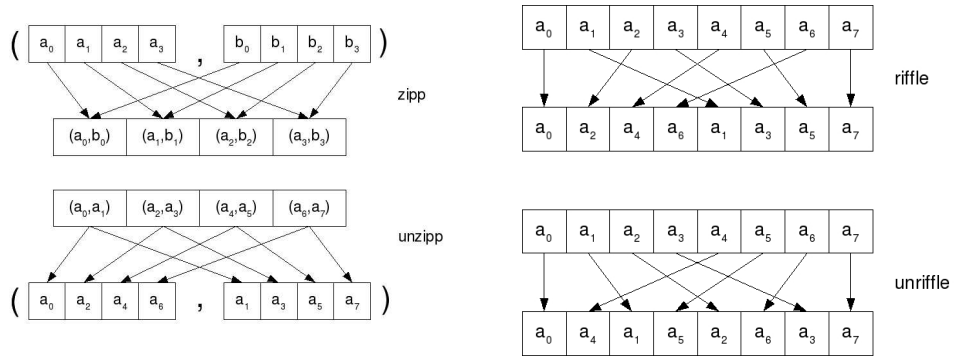 ( a₀ a₁ a₂ a₃ , b₀ b₁ b₂ b₃ )
zipp
(a₀,b₀) (a₁,b₁) (a₂,b₂) (a₃,b₃)
(a₀,a₁) (a₂,a₃) (a₄,a₅) (a₆,a₇)
unzipp
( a₀ a₂ a₄ a₆ , a₁ a₃ a₅ a₇ )
a₀ a₁ a₂ a₃ a₄ a₅ a₆ a₇
riffle
a₀ a₂ a₄ a₆ a₁ a₃ a₅ a₇
a₀ a₁ a₂ a₃ a₄ a₅ a₆ a₇
unriffle
a₀ a₄ a₁ a₅ a₂ a₆ a₃ a₇